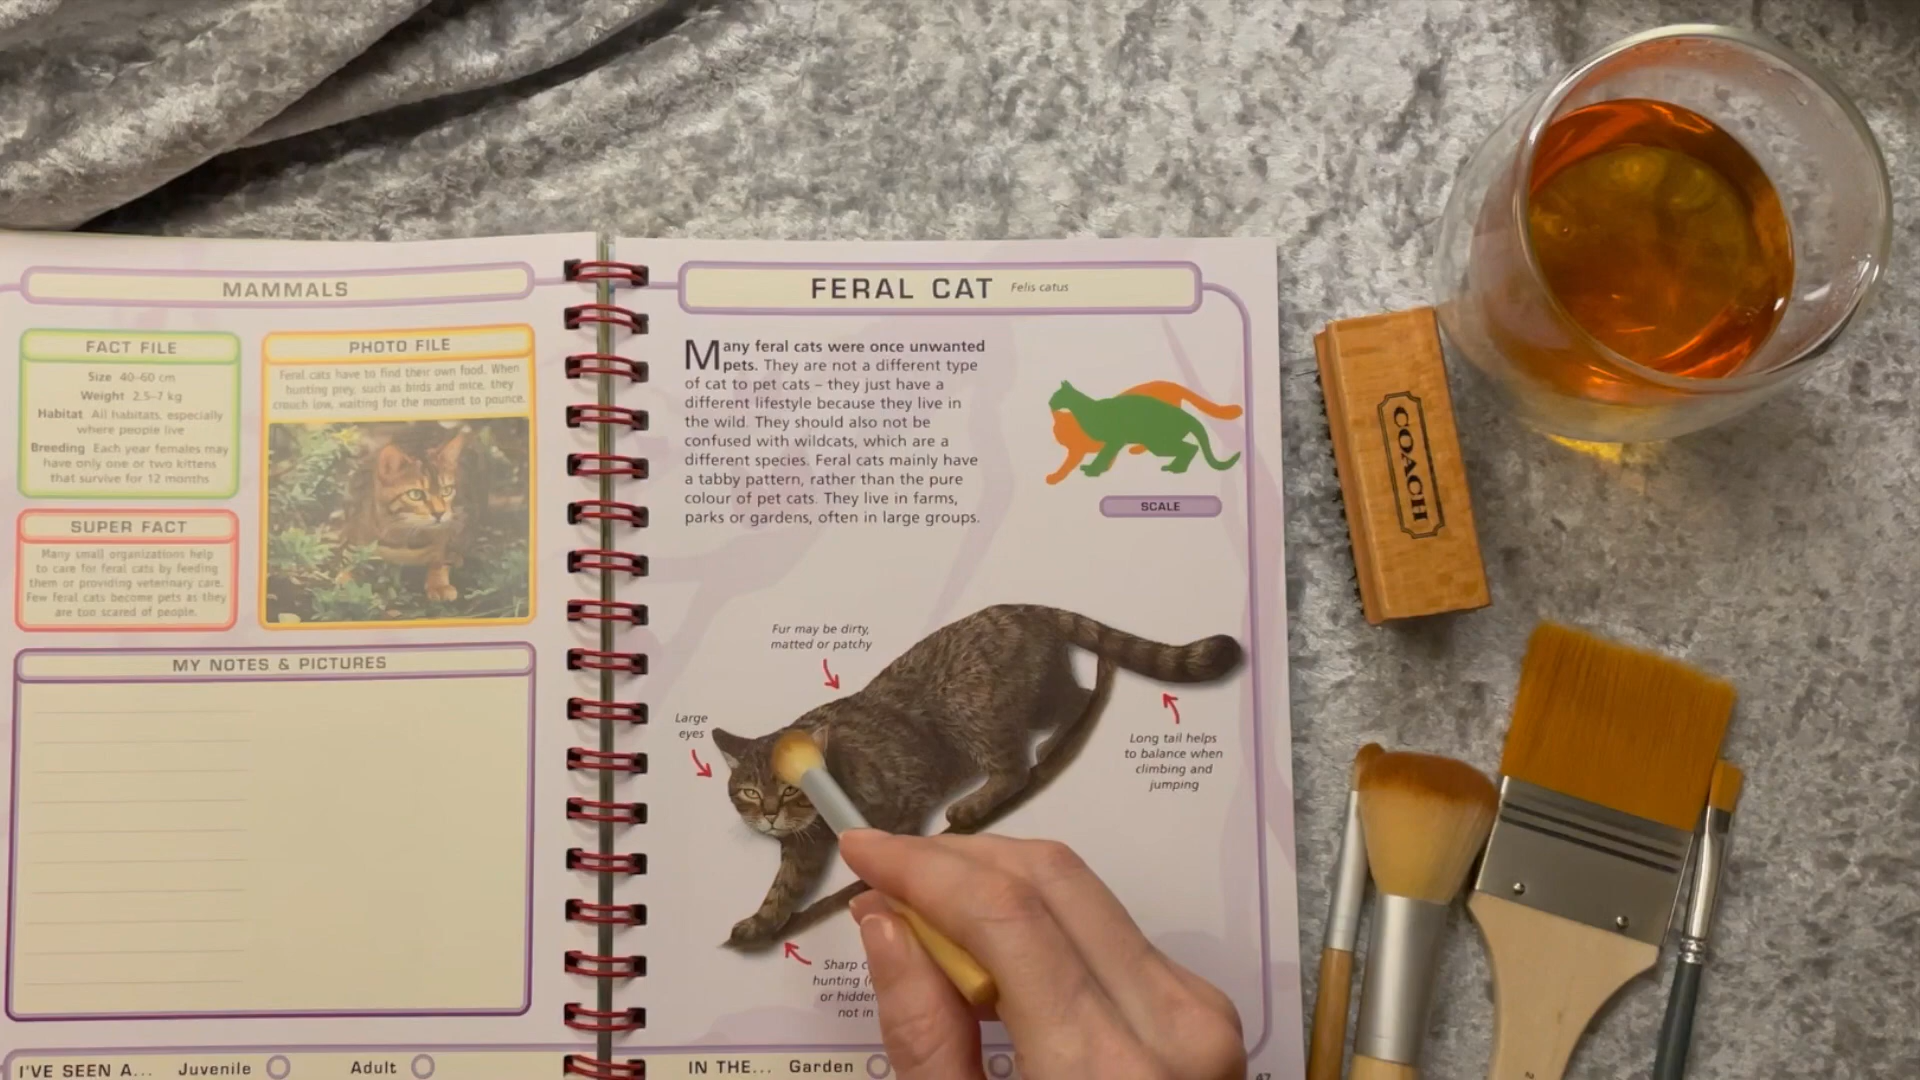 MAMMALS
FACT FILE
Size 40-60 cm
Weight 2.5-7 kg
Habitat All habitats, especially
where people live
Breeding Each year females may
have only one or two kittens
that survive for 12 months
SUPER FACT
Many small organizations help
to care for feral cats by feeding
them or providing veterinary care.
Few feral cats become pets as they
are too scared of people.
PHOTO FILE
Feral cats have to find their own food. When
hunting prey, such as birds and mice, they
crouch low, waiting for the moment to pounce.
MY NOTES & PICTURES
I'VE SEEN A... Juvenile Adult
FERAL CAT Felis catus
Many feral cats were once unwanted
pets. They are not a different type
of cat to pet cats – they just have a
different lifestyle because they live in
the wild. They should also not be
confused with wildcats, which are a
different species. Feral cats mainly have
a tabby pattern, rather than the pure
colour of pet cats. They live in farms,
parks or gardens, often in large groups.
SCALE
Fur may be dirty,
matted or patchy
Large
eyes
Long tail helps
to balance when
climbing and
jumping
Sharp
hunting
or hidden
not in
IN THE... Garden
47
COACH